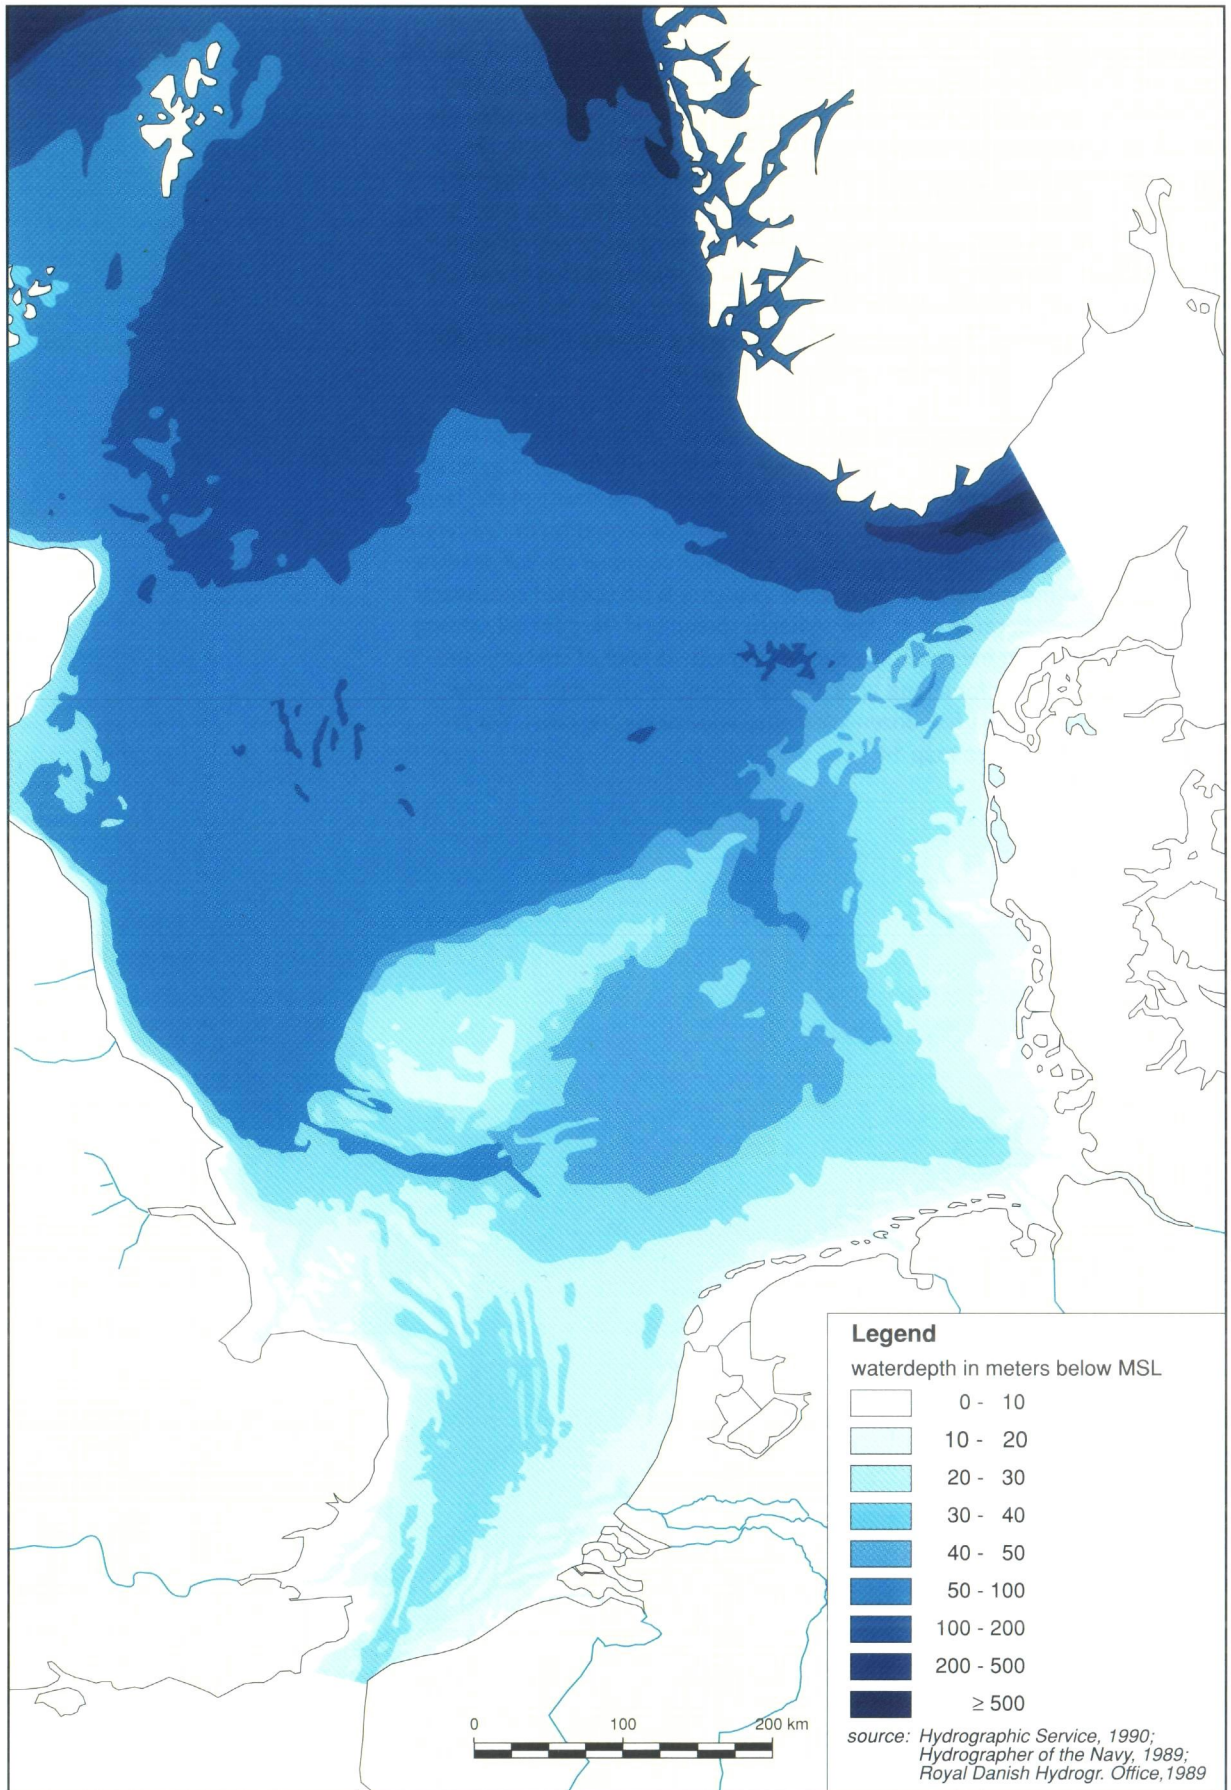 Legend
waterdepth in meters below MSL
0 - 10
10 - 20
20 - 30
30 - 40
40 - 50
50 - 100
100 - 200
200 - 500
≥ 500
0 100 200 km
source: Hydrographic Service, 1990;
Hydrographer of the Navy, 1989;
Royal Danish Hydrogr. Office,1989